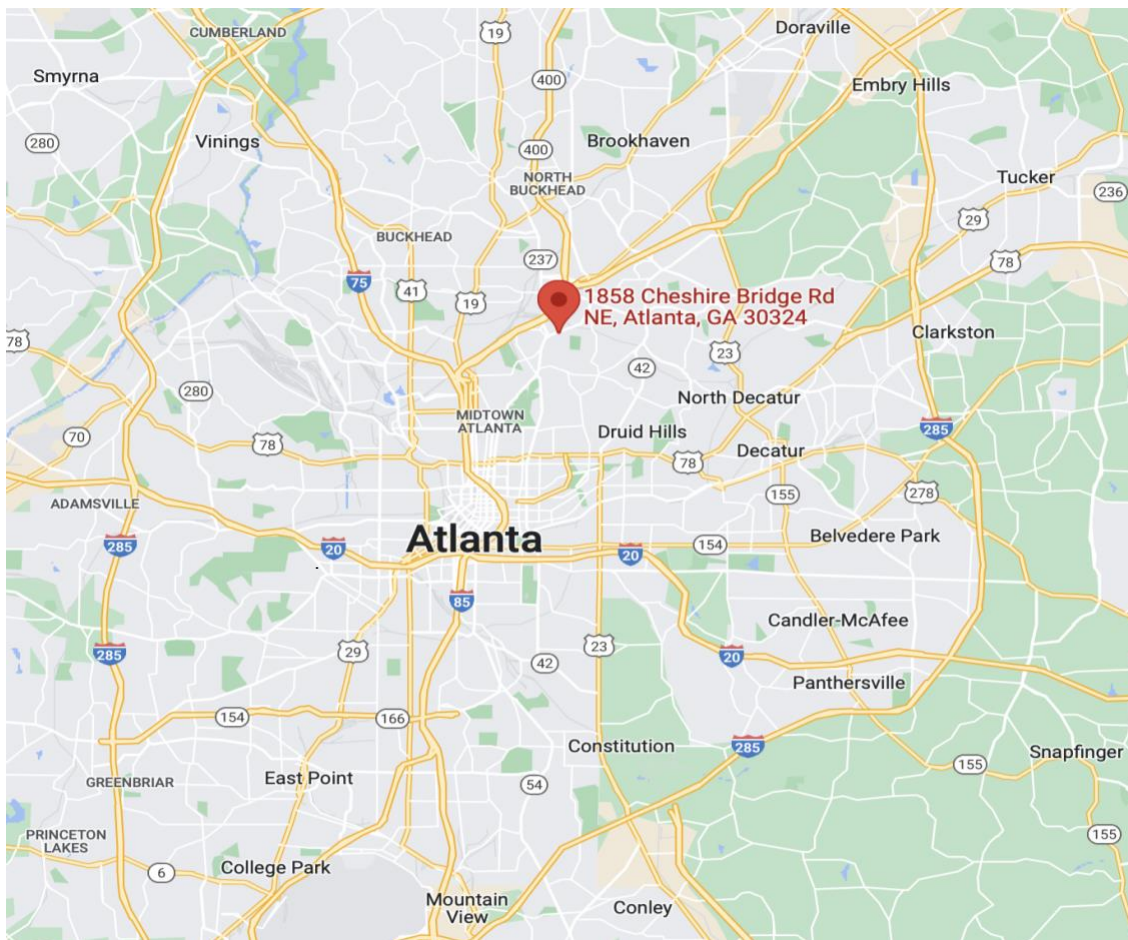 CUMBERLAND
19
Doraville
Smyrna
400
Embry Hills
280
Vinings
400
Brookhaven
NORTH
BUCKHEAD
Tucker
236
29
BUCKHEAD
237
78
75
41
19
1858 Cheshire Bridge Rd
NE, Atlanta, GA 30324
78
Clarkston
23
42
280
North Decatur
MIDTOWN
ATLANTA
285
70
78
Druid Hills
Decatur
78
155
278
ADAMSVILLE
285
20
Atlanta
20
154
Belvedere Park
85
Candler-McAfee
285
29
42
23
20
Panthersville
154
166
Constitution
285
Snapfinger
GREENBRIAR
East Point
54
155
PRINCETON
LAKES
155
6
College Park
Mountain
View
Conley